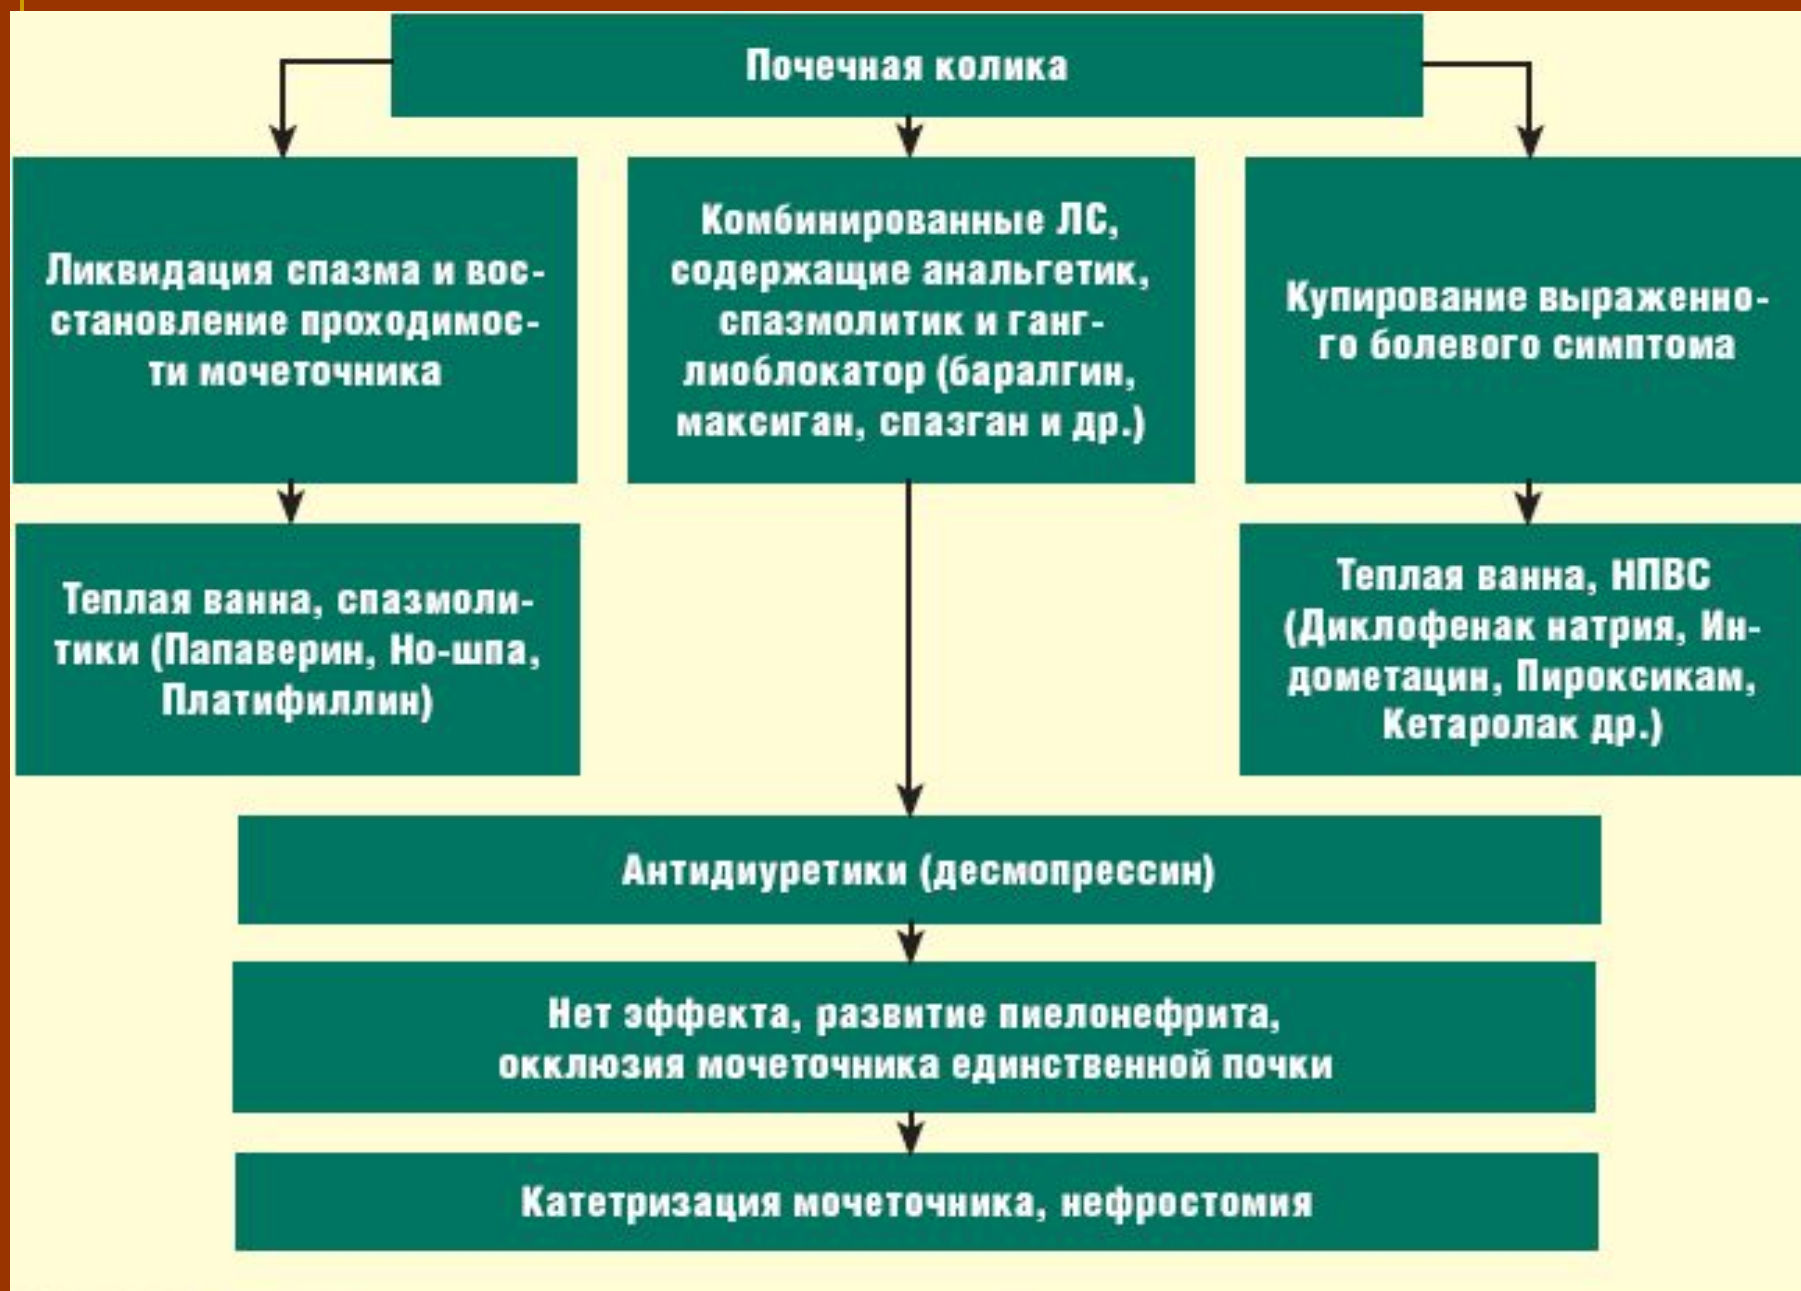 Почечная колика
Ликвидация спазма и вос-
становление проходимос-
ти мочеточника
Комбинированные ЛС,
содержащие анальгетик,
спазмолитик и ганг-
лиоблокатор (баралгин,
максиган, спазган и др.)
Купирование выраженно-
го болевого симптома
Теплая ванна, спазмоли-
тики (Папаверин, Но-шпа,
Платифиллин)
Теплая ванна, НПВС
(Диклофенак натрия, Ин-
дометацин, Пироксикам,
Кетаролак др.)
Антидиуретики (десмопрессин)
Нет эффекта, развитие пиелонефрита,
окклюзия мочеточника единственной почки
Катетризация мочеточника, нефростомия